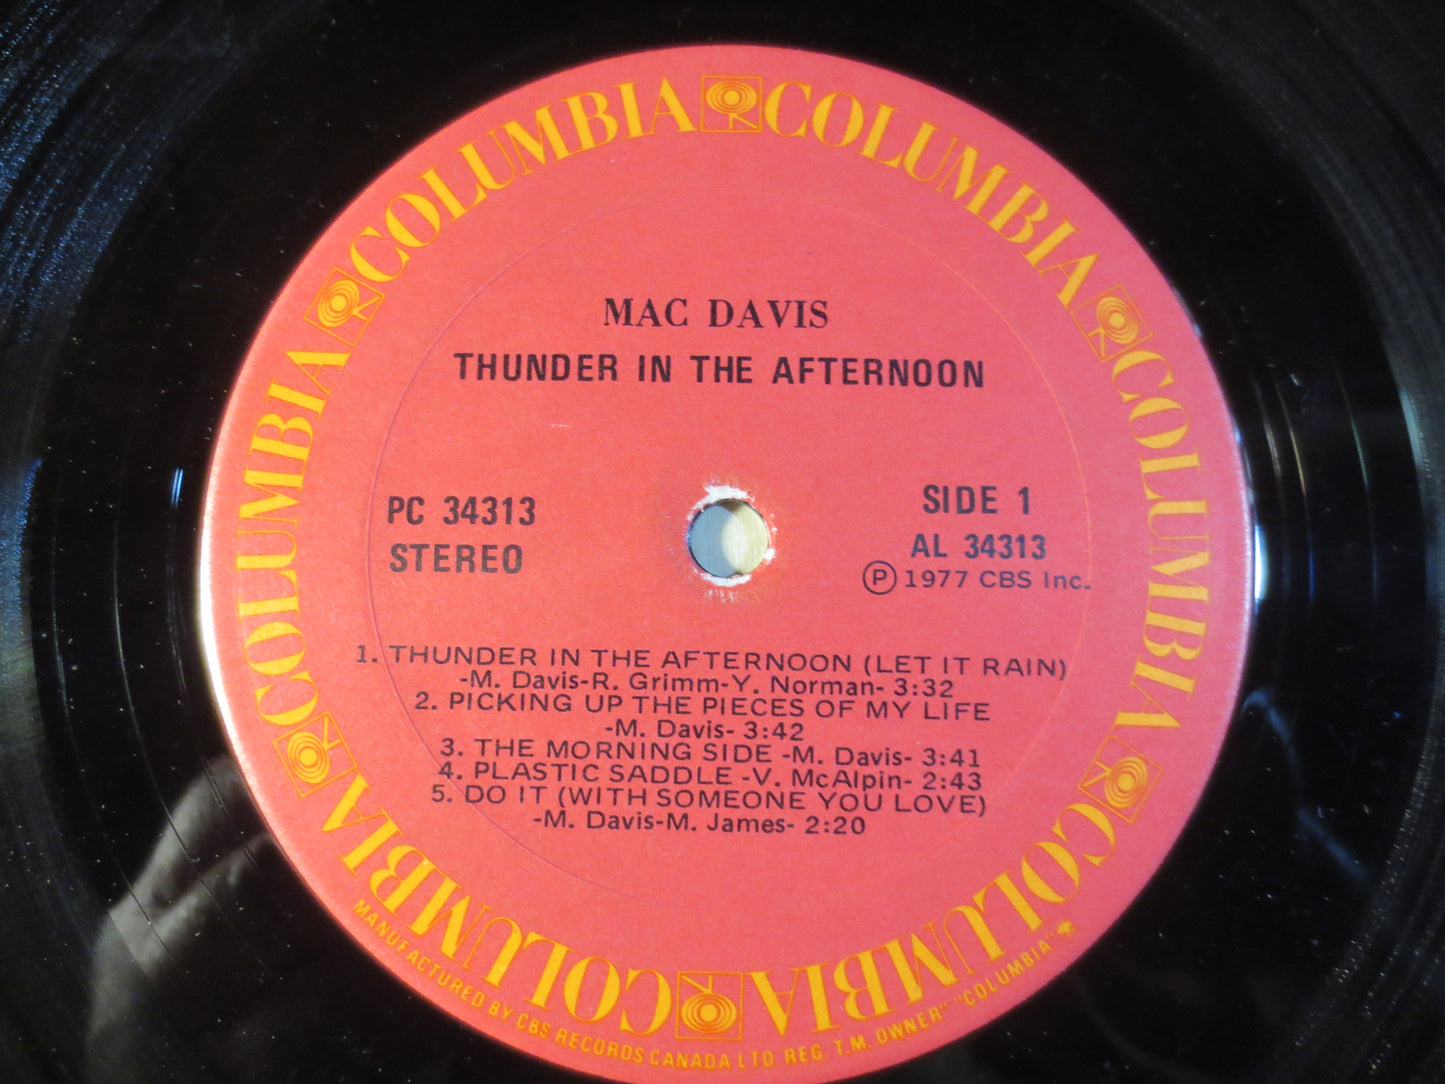 COLUMBIA COLUMBIA COLUMBIA COLUMBIA COLUMBIA COLUMBIA
MAC DAVIS
THUNDER IN THE AFTERNOON
PC 34313
STEREO
SIDE 1
AL 34313
Ⓟ 1977 CBS Inc.
1. THUNDER IN THE AFTERNOON (LET IT RAIN)
-M. Davis-R. Grimm-Y. Norman- 3:32
2. PICKING UP THE PIECES OF MY LIFE
-M. Davis- 3:42
3. THE MORNING SIDE -M. Davis- 3:41
4. PLASTIC SADDLE -V. McAlpin- 2:43
5. DO IT (WITH SOMEONE YOU LOVE)
-M. Davis-M. James- 2:20
MANUFACTURED BY CBS RECORDS CANADA LTD REG. T.M. OWNER" "COLUMBIA"